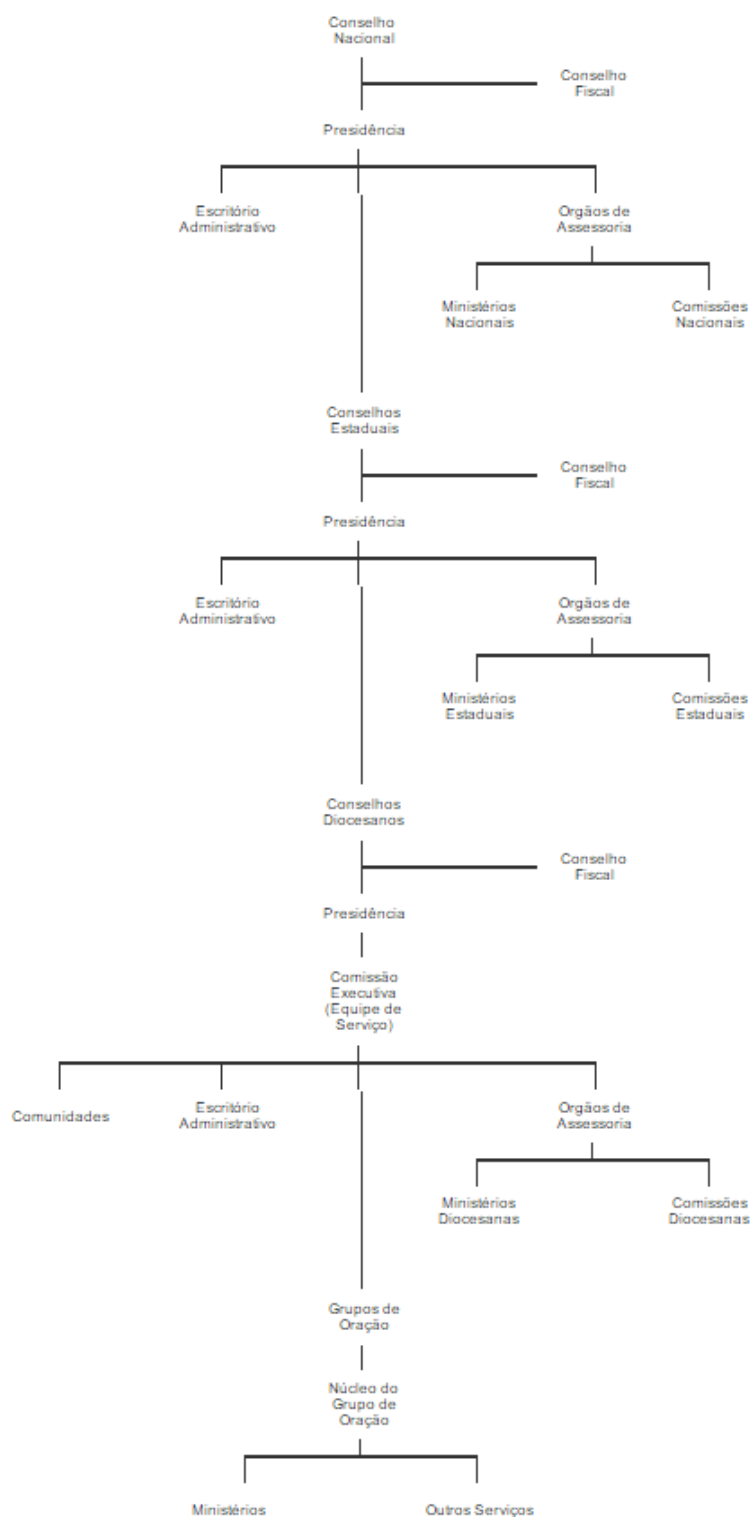 Conselho
Nacional
Conselho
Fiscal
Presidência
Escritório
Administrativo
Orgãos de
Assessoria
Ministérios
Nacionais
Comissões
Nacionais
Conselhos
Estaduais
Conselho
Fiscal
Presidência
Escritório
Administrativo
Orgãos de
Assessoria
Ministérios
Estaduais
Comissões
Estaduais
Conselhos
Diocesanos
Conselho
Fiscal
Presidência
Comissão
Executiva
(Equipe de
Serviço)
Comunidades
Escritório
Administrativo
Orgãos de
Assessoria
Ministérios
Diocesanas
Comissões
Diocesanas
Grupos de
Oração
Núcleo do
Grupo de
Oração
Ministérios
Outros Serviços